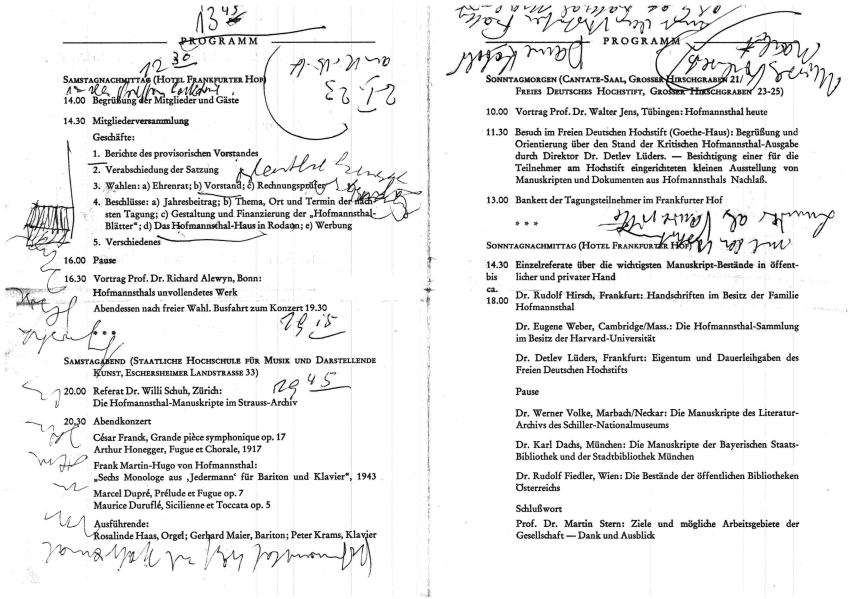 13 45
PROGRAMM
12 30
SAMSTAGNACHMITTAG (HOTEL FRANKFURTER HOF)
14.00 Begrüßung der Mitglieder und Gäste
14.30 Mitgliederversammlung
Geschäfte:
1. Berichte des provisorischen Vorstandes
2. Verabschiedung der Satzung
3. Wahlen: a) Ehrenrat; b) Vorstand; c) Rechnungsprüfer
4. Beschlüsse: a) Jahresbeitrag; b) Thema, Ort und Termin der näch-
sten Tagung; c) Gestaltung und Finanzierung der „Hofmannsthal-
Blätter“; d) Das Hofmannsthal-Haus in Rodaun; e) Werbung
5. Verschiedenes
16.00 Pause
16.30 Vortrag Prof. Dr. Richard Alewyn, Bonn:
Hofmannsthals unvollendetes Werk
Abendessen nach freier Wahl. Busfahrt zum Konzert 19.30
19 15
* * *
SAMSTAGABEND (STAATLICHE HOCHSCHULE FÜR MUSIK UND DARSTELLENDE
KUNST, ESCHERSHEIMER LANDSTRASSE 33)
19 45
20.00 Referat Dr. Willi Schuh, Zürich:
Die Hofmannsthal-Manuskripte im Strauss-Archiv
20.30 Abendkonzert
César Franck, Grande pièce symphonique op. 17
Arthur Honegger, Fugue et Chorale, 1917
Frank Martin-Hugo von Hofmannsthal:
„Sechs Monologe aus ‚Jedermann‘ für Bariton und Klavier“, 1943
Marcel Dupré, Prélude et Fugue op. 7
Maurice Duruflé, Sicilienne et Toccata op. 5
Ausführende:
Rosalinde Haas, Orgel; Gerhard Maier, Bariton; Peter Krams, Klavier
PROGRAMM
SONNTAGMORGEN (CANTATE-SAAL, GROSSER HIRSCHGRABEN 21/
FREIES DEUTSCHES HOCHSTIFT, GROSSER HIRSCHGRABEN 23-25)
10.00 Vortrag Prof. Dr. Walter Jens, Tübingen: Hofmannsthal heute
11.30 Besuch im Freien Deutschen Hochstift (Goethe-Haus): Begrüßung und
Orientierung über den Stand der Kritischen Hofmannsthal-Ausgabe
durch Direktor Dr. Detlev Lüders. — Besichtigung einer für die
Teilnehmer am Hochstift eingerichteten kleinen Ausstellung von
Manuskripten und Dokumenten aus Hofmannsthals Nachlaß.
13.00 Bankett der Tagungsteilnehmer im Frankfurter Hof
* * *
SONNTAGNACHMITTAG (HOTEL FRANKFURTER HOF)
14.30 Einzelreferate über die wichtigsten Manuskript-Bestände in öffent-
bis licher und privater Hand
ca.
18.00 Dr. Rudolf Hirsch, Frankfurt: Handschriften im Besitz der Familie
Hofmannsthal
Dr. Eugene Weber, Cambridge/Mass.: Die Hofmannsthal-Sammlung
im Besitz der Harvard-Universität
Dr. Detlev Lüders, Frankfurt: Eigentum und Dauerleihgaben des
Freien Deutschen Hochstifts
Pause
Dr. Werner Volke, Marbach/Neckar: Die Manuskripte des Literatur-
Archivs des Schiller-Nationalmuseums
Dr. Karl Dachs, München: Die Manuskripte der Bayerischen Staats-
Bibliothek und der Stadtbibliothek München
Dr. Rudolf Fiedler, Wien: Die Bestände der öffentlichen Bibliotheken
Österreichs
Schlußwort
Prof. Dr. Martin Stern: Ziele und mögliche Arbeitsgebiete der
Gesellschaft — Dank und Ausblick